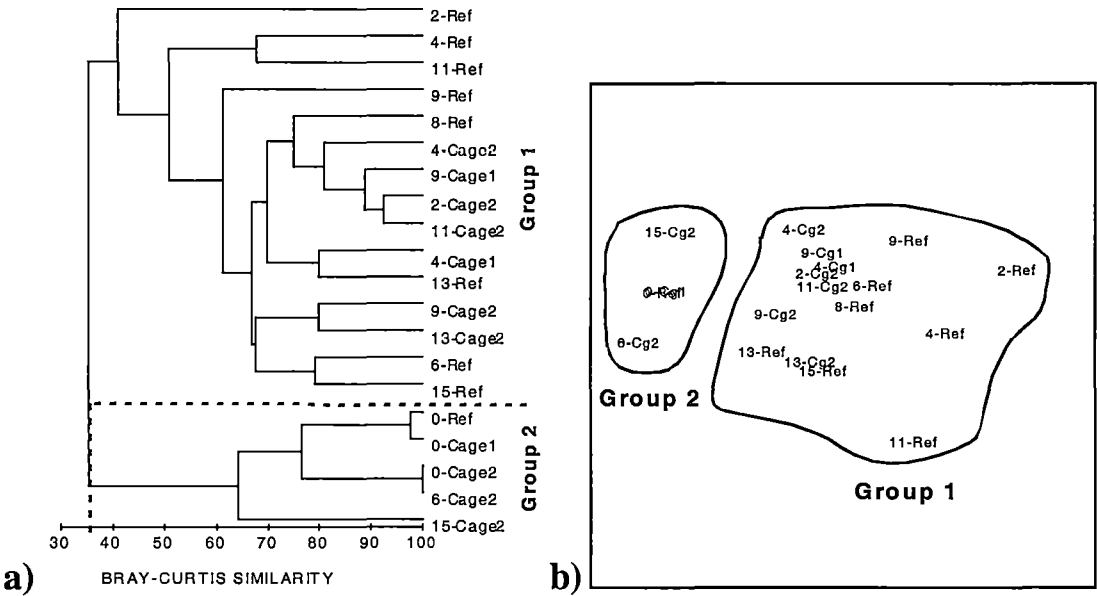 2-Ref
4-Ref
11-Ref
9-Ref
8-Ref
4-Cage2
9-Cage1
2-Cage2
11-Cage2
4-Cage1
13-Ref
9-Cage2
13-Cage2
6-Ref
15-Ref
0-Ref
0-Cage1
0-Cage2
6-Cage2
15-Cage2
Group 1
Group 2
30 40 50 60 70 80 90 100
BRAY-CURTIS SIMILARITY
a)
b)
15-Cg2
6-Cg2
Group 2
4-Cg2
9-Ref
9-Cg1
4-Cg1
2-Cg2
2-Ref
11-Cg2 6-Ref
8-Ref
9-Cg2
4-Ref
13-Ref
13-Cg2
15-Ref
11-Ref
Group 1